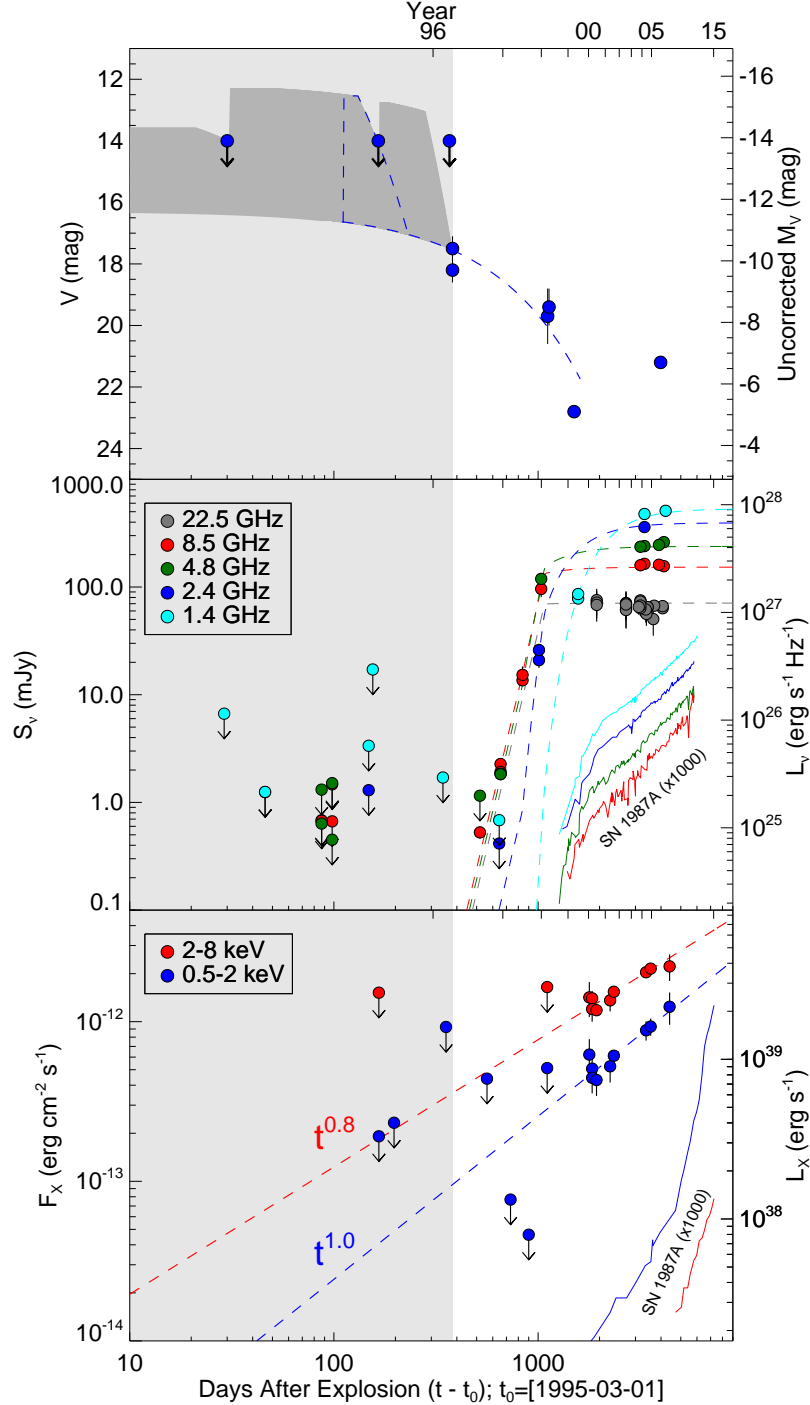 Year
96 00 05 15
12
14
16
18
20
22
24
V (mag)
-16
-14
-12
-10
-8
-6
-4
Uncorrected M_V (mag)
1000.0
100.0
10.0
1.0
0.1
S_ν (mJy)
22.5 GHz
8.5 GHz
4.8 GHz
2.4 GHz
1.4 GHz
SN 1987A (x1000)
10^28
10^27
10^26
10^25
L_ν (erg s^-1 Hz^-1)
10^-12
10^-13
10^-14
F_X (erg cm^-2 s^-1)
2-8 keV
0.5-2 keV
t^0.8
t^1.0
SN 1987A (x1000)
10^39
10^38
L_X (erg s^-1)
10 100 1000
Days After Explosion (t - t_0); t_0=[1995-03-01]